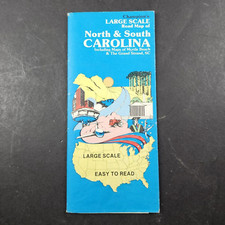 LARGE SCALE
Road Map of
North & South
CAROLINA
Including Maps of Myrtle Beach
& The Grand Strand, SC
LARGE SCALE
EASY TO READ